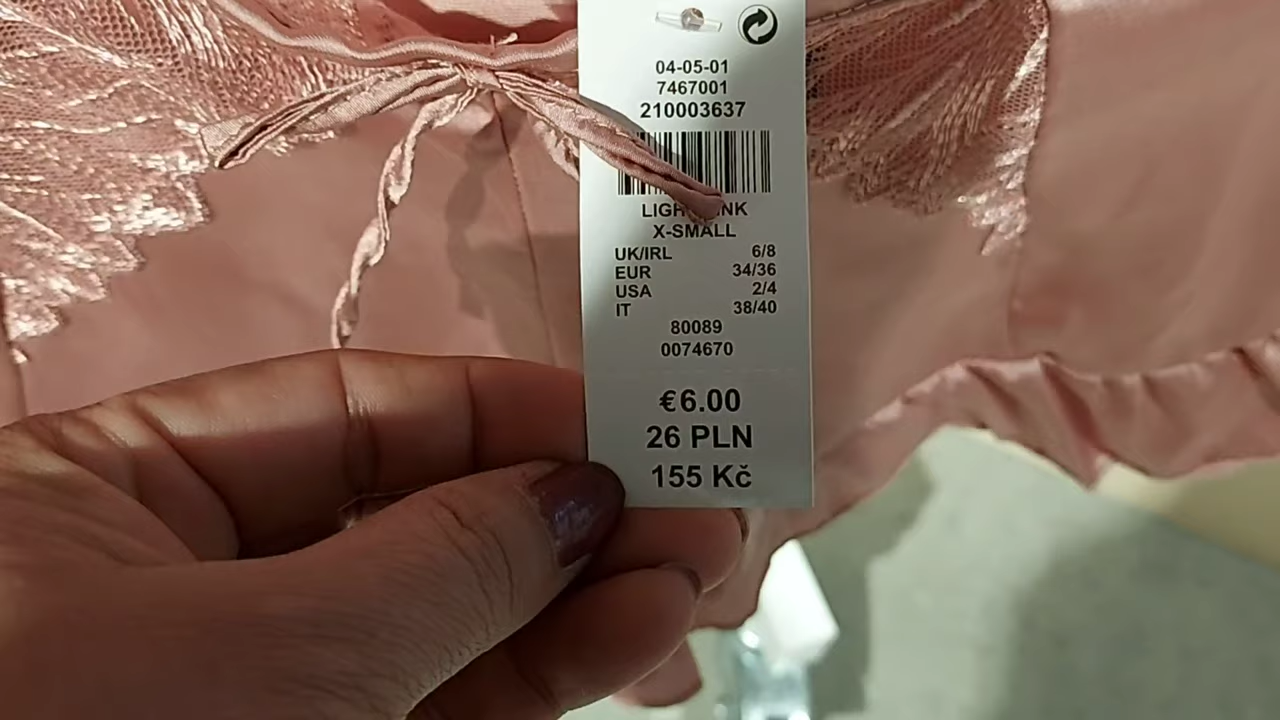 04-05-01
7467001
210003637
X-SMALL
UK/IRL 6/8
EUR 34/36
USA 2/4
IT 38/40
80089
0074670
€6.00
26 PLN
155 Kč